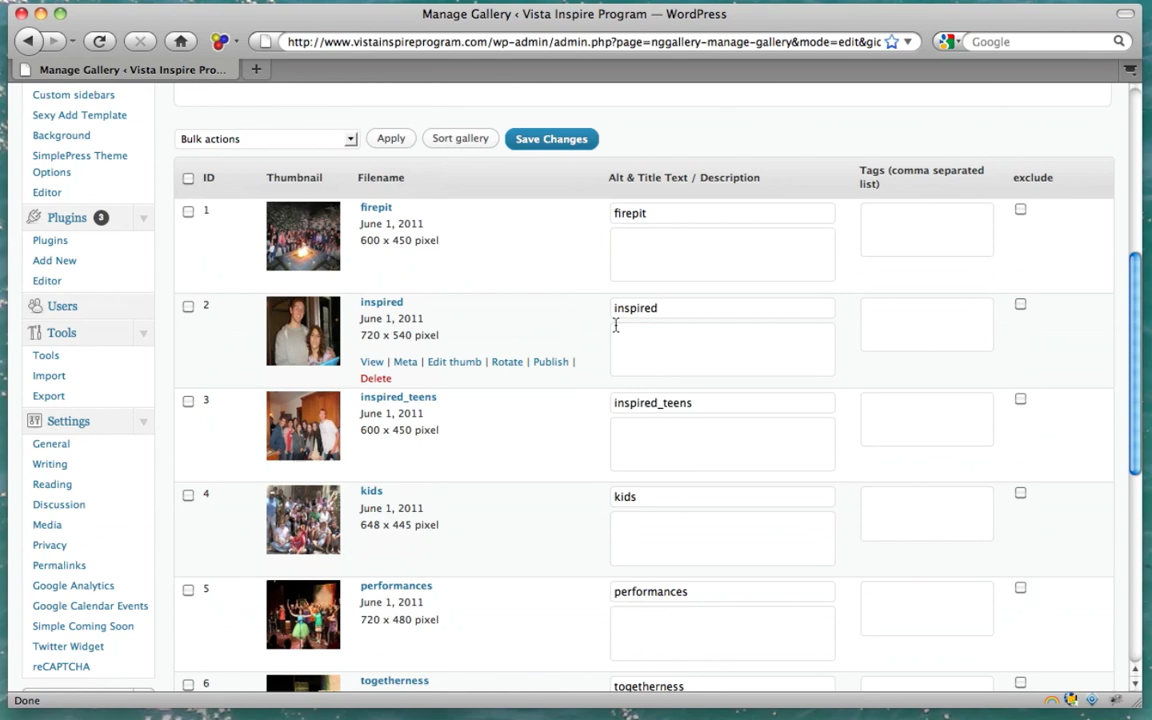 Manage Gallery ‹ Vista Inspire Program — WordPress
http://www.vistainspireprogram.com/wp-admin/admin.php?page=nggallery-manage-gallery&mode=edit&gic
Google
Manage Gallery ‹ Vista Inspire Pro...
Custom sidebars
Sexy Add Template
Background
SimplePress Theme
Options
Editor
Plugins 3
Plugins
Add New
Editor
Users
Tools
Tools
Import
Export
Settings
General
Writing
Reading
Discussion
Media
Privacy
Permalinks
Google Analytics
Google Calendar Events
Simple Coming Soon
Twitter Widget
reCAPTCHA
Bulk actions
Apply
Sort gallery
Save Changes
ID
Thumbnail
Filename
Alt & Title Text / Description
Tags (comma separated
list)
exclude
1
firepit
June 1, 2011
600 x 450 pixel
firepit
2
inspired
June 1, 2011
720 x 540 pixel
View | Meta | Edit thumb | Rotate | Publish |
Delete
inspired
3
inspired_teens
June 1, 2011
600 x 450 pixel
inspired_teens
4
kids
June 1, 2011
648 x 445 pixel
kids
5
performances
June 1, 2011
720 x 480 pixel
performances
6
togetherness
togetherness
Done